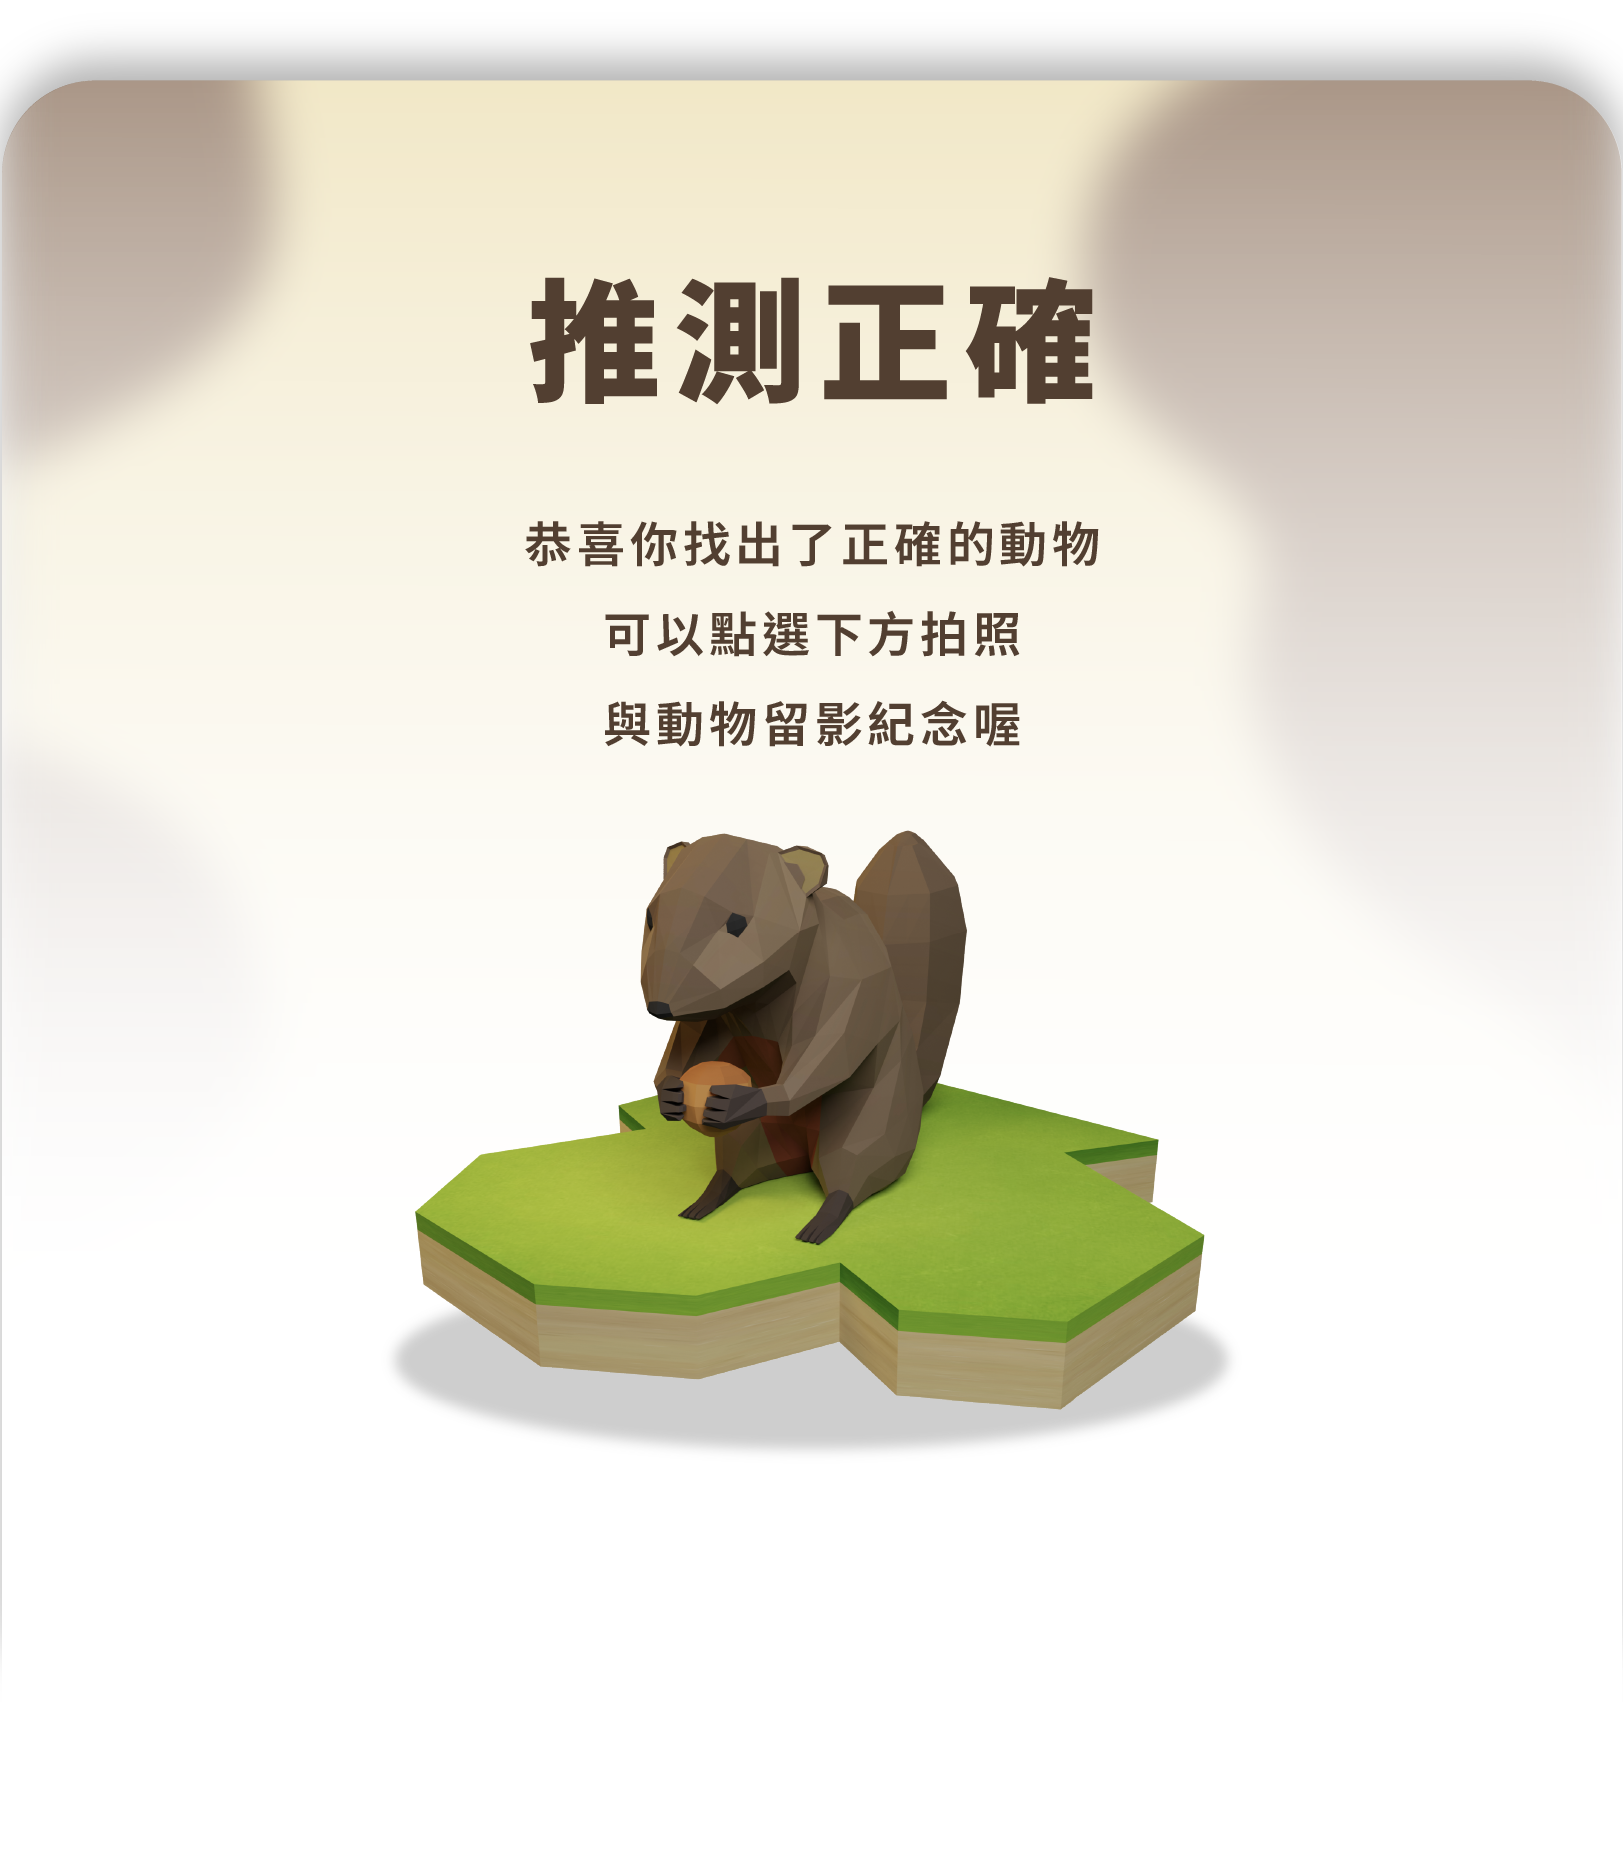 推測正確
恭喜你找出了正確的動物
可以點選下方拍照
與動物留影紀念喔